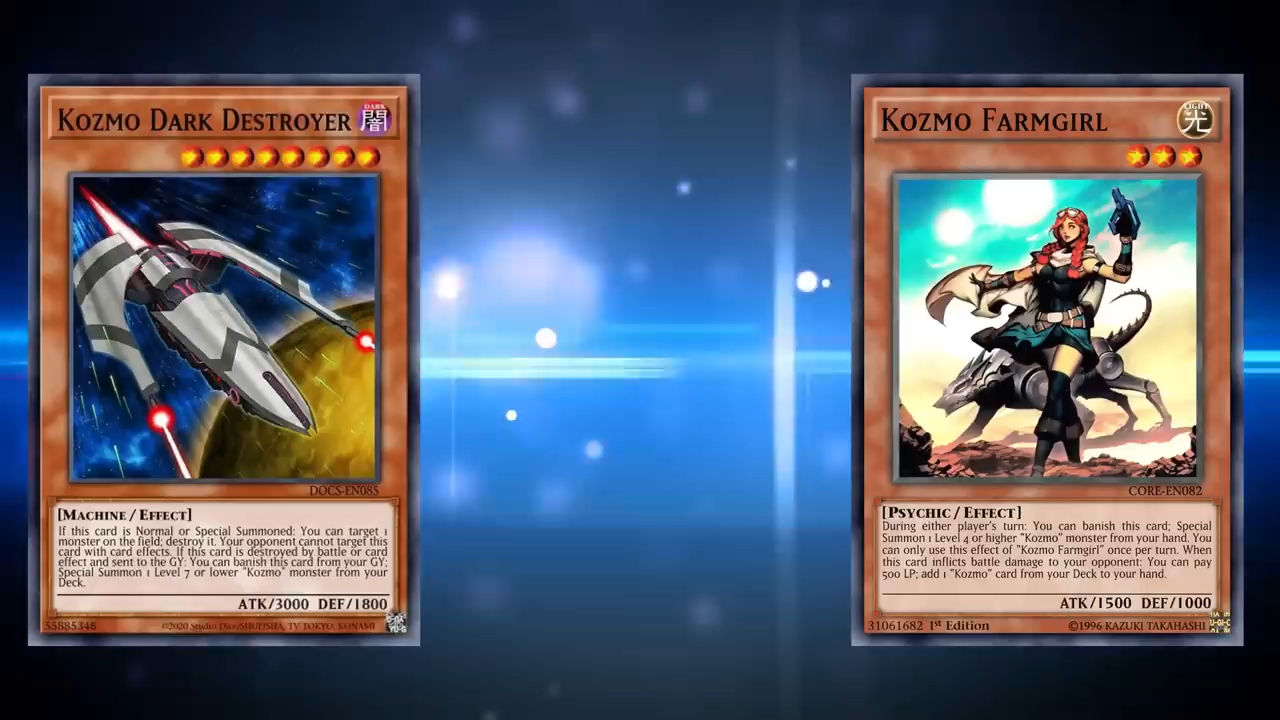 KOZMO DARK DESTROYER
DARK
闇
DOCS-EN085
[MACHINE / EFFECT]
If this card is Normal or Special Summoned: You can target 1
monster on the field; destroy it. Your opponent cannot target this
card with card effects. If this card is destroyed by battle or card
effect and sent to the GY: You can banish this card from your GY;
Special Summon 1 Level 7 or lower "Kozmo" monster from your
Deck.
ATK/3000 DEF/1800
55885348
©2020 Studio Dice/SHUEISHA, TV TOKYO, KONAMI
KOZMO FARMGIRL
LIGHT
光
CORE-EN082
[PSYCHIC / EFFECT]
During either player's turn: You can banish this card; Special
Summon 1 Level 4 or higher "Kozmo" monster from your hand. You
can only use this effect of "Kozmo Farmgirl" once per turn. When
this card inflicts battle damage to your opponent: You can pay
500 LP; add 1 "Kozmo" card from your Deck to your hand.
ATK/1500 DEF/1000
31061682 1st Edition
©1996 KAZUKI TAKAHASHI